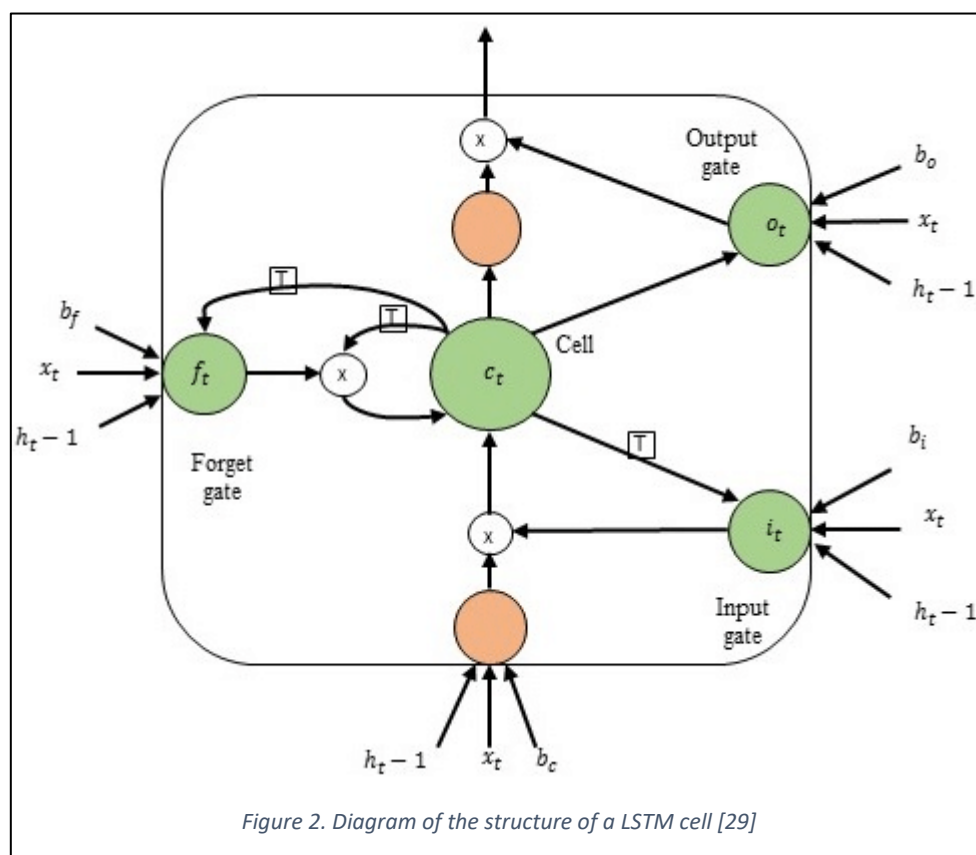 x
Output
gate
b_o
o_t
x_t
h_t − 1
T
T
b_f
Cell
x_t
f_t
x
c_t
h_t − 1
T
b_i
Forget
gate
x
i_t
x_t
Input
gate
h_t − 1
h_t − 1
x_t
b_c
Figure 2. Diagram of the structure of a LSTM cell [29]